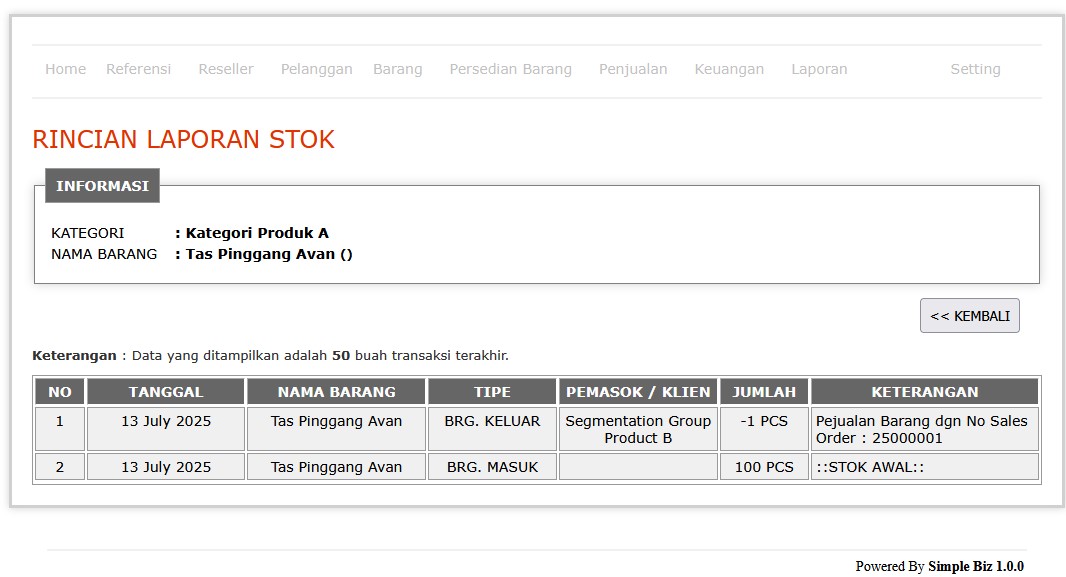 Home Referensi Reseller Pelanggan Barang Persedian Barang Penjualan Keuangan Laporan Setting
RINCIAN LAPORAN STOK
INFORMASI
KATEGORI : Kategori Produk A
NAMA BARANG : Tas Pinggang Avan ()
<< KEMBALI
Keterangan : Data yang ditampilkan adalah 50 buah transaksi terakhir.
NO TANGGAL NAMA BARANG TIPE PEMASOK / KLIEN JUMLAH KETERANGAN
1 13 July 2025 Tas Pinggang Avan BRG. KELUAR Segmentation Group -1 PCS Pejualan Barang dgn No Sales
Product B Order : 25000001
2 13 July 2025 Tas Pinggang Avan BRG. MASUK 100 PCS ::STOK AWAL::
Powered By Simple Biz 1.0.0